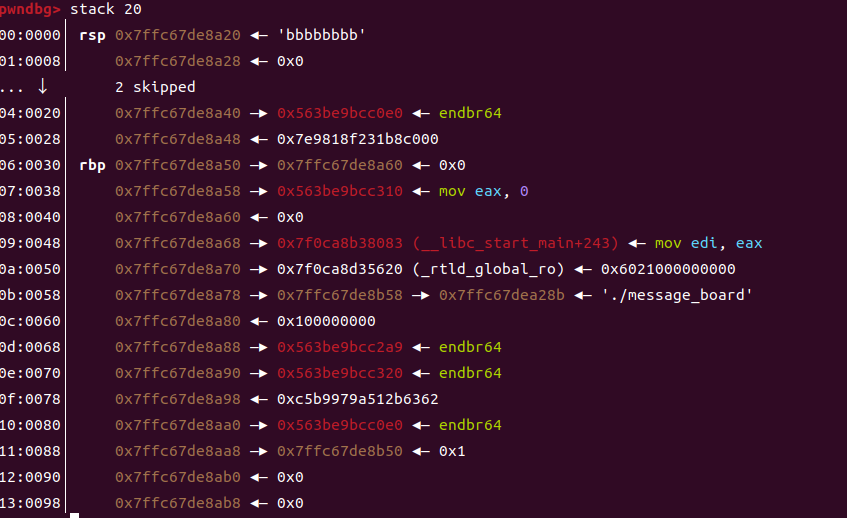 pwndbg> stack 20
00:0000│ rsp 0x7ffc67de8a20 ◂— 'bbbbbbbb'
01:0008│     0x7ffc67de8a28 ◂— 0x0
... ↓        2 skipped
04:0020│     0x7ffc67de8a40 —▸ 0x563be9bcc0e0 ◂— endbr64
05:0028│     0x7ffc67de8a48 ◂— 0x7e9818f231b8c000
06:0030│ rbp 0x7ffc67de8a50 —▸ 0x7ffc67de8a60 ◂— 0x0
07:0038│     0x7ffc67de8a58 —▸ 0x563be9bcc310 ◂— mov eax, 0
08:0040│     0x7ffc67de8a60 ◂— 0x0
09:0048│     0x7ffc67de8a68 —▸ 0x7f0ca8b38083 (__libc_start_main+243) ◂— mov edi, eax
0a:0050│     0x7ffc67de8a70 —▸ 0x7f0ca8d35620 (_rtld_global_ro) ◂— 0x6021000000000
0b:0058│     0x7ffc67de8a78 —▸ 0x7ffc67de8b58 —▸ 0x7ffc67dea28b ◂— './message_board'
0c:0060│     0x7ffc67de8a80 ◂— 0x100000000
0d:0068│     0x7ffc67de8a88 —▸ 0x563be9bcc2a9 ◂— endbr64
0e:0070│     0x7ffc67de8a90 —▸ 0x563be9bcc320 ◂— endbr64
0f:0078│     0x7ffc67de8a98 ◂— 0xc5b9979a512b6362
10:0080│     0x7ffc67de8aa0 —▸ 0x563be9bcc0e0 ◂— endbr64
11:0088│     0x7ffc67de8aa8 —▸ 0x7ffc67de8b50 ◂— 0x1
12:0090│     0x7ffc67de8ab0 ◂— 0x0
13:0098│     0x7ffc67de8ab8 ◂— 0x0